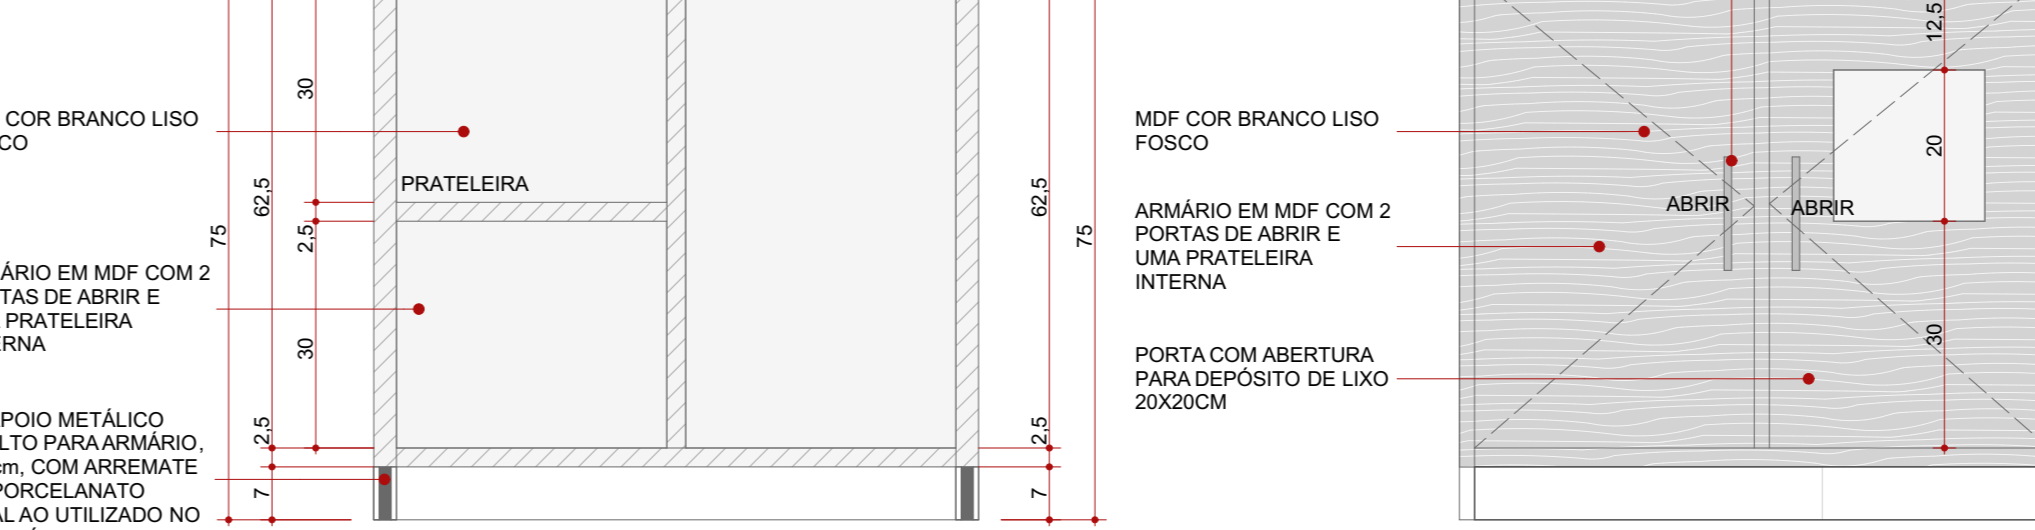 COR BRANCO LISO
CO
ÁRIO EM MDF COM 2
TAS DE ABRIR E
PRATELEIRA
ERNA
POIO METÁLICO
LTO PARA ARMÁRIO,
cm, COM ARREMATE
PORCELANATO
AL AO UTILIZADO NO
75
62,5
2,5
7
30
2,5
30
PRATELEIRA
62,5
2,5
7
75
MDF COR BRANCO LISO
FOSCO
ARMÁRIO EM MDF COM 2
PORTAS DE ABRIR E
UMA PRATELEIRA
INTERNA
PORTA COM ABERTURA
PARA DEPÓSITO DE LIXO
20X20CM
ABRIR
ABRIR
12,5
20
30